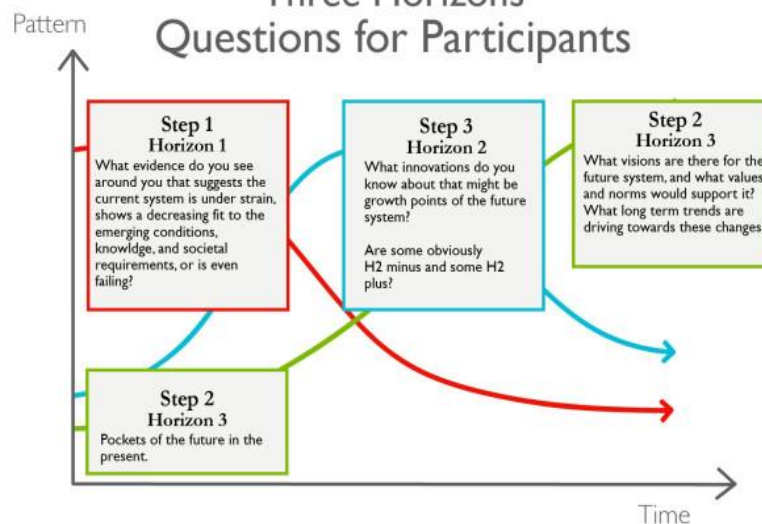 Three Horizons
Questions for Participants
Pattern
Step 1
Horizon 1
What evidence do you see
around you that suggests the
current system is under strain,
shows a decreasing fit to the
emerging conditions,
knowldge, and societal
requirements, or is even
failing?
Step 3
Horizon 2
What innovations do you
know about that might be
growth points of the future
system?
Are some obviously
H2 minus and some H2
plus?
Step 2
Horizon 3
What visions are there for the
future system, and what values
and norms would support it?
What long term trends are
driving towards these changes
Step 2
Horizon 3
Pockets of the future in the
present.
Time